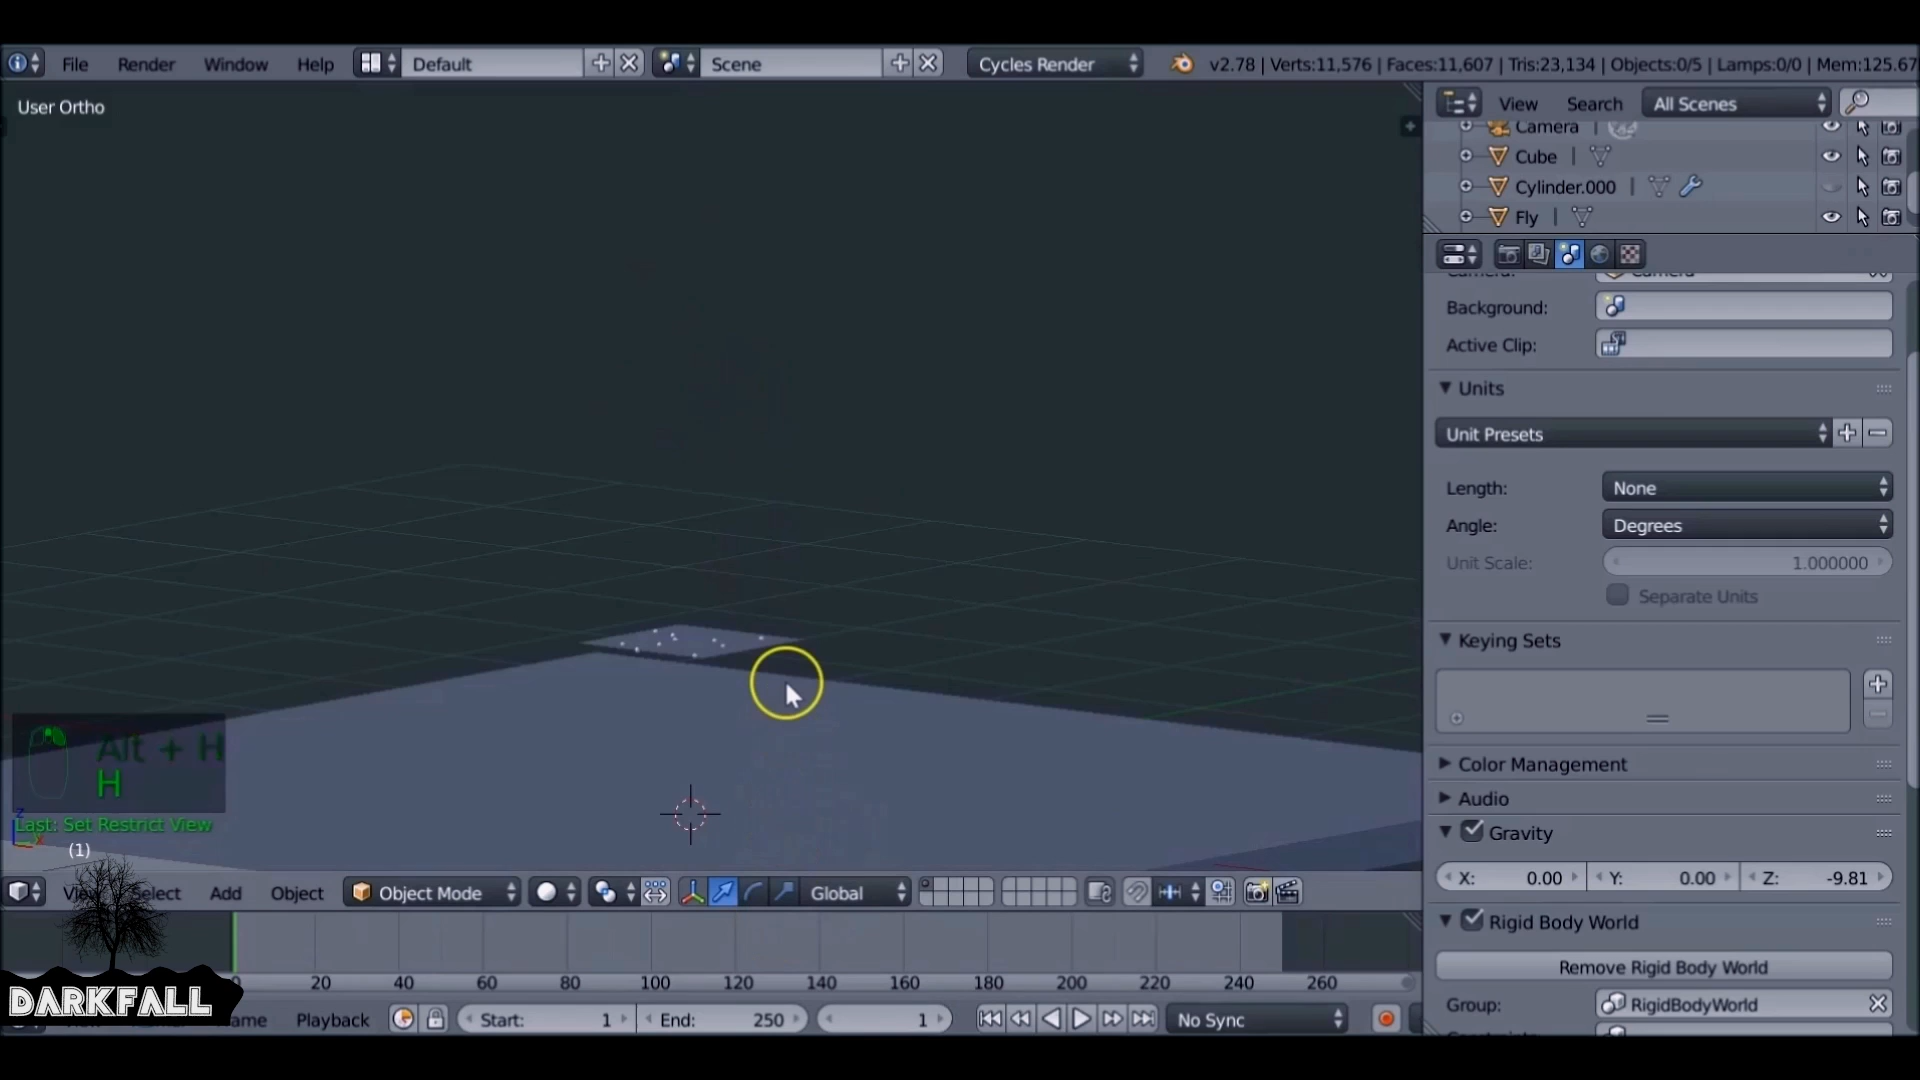 File Render Window Help Default Scene Cycles Render v2.78 | Verts:11,576 | Faces:11,607 | Tris:23,134 | Objects:0/5 | Lamps:0/0 | Mem:125.67
User Ortho
View Search All Scenes
Camera
Cube
Cylinder.000
Fly
Camera
Background:
Active Clip:
Units
Unit Presets
Length: None
Angle: Degrees
Unit Scale: 1.000000
Separate Units
Keying Sets
Color Management
Audio
Gravity
X: 0.00 Y: 0.00 Z: -9.81
Rigid Body World
Remove Rigid Body World
Group: RigidBodyWorld
Alt + H
H
Last: Set Restrict View
z
x
(1)
Add Object Object Mode Global
20 40 60 80 100 120 140 160 180 200 220 240 260
DARKFALL
Playback Start: 1 End: 250 1 No Sync